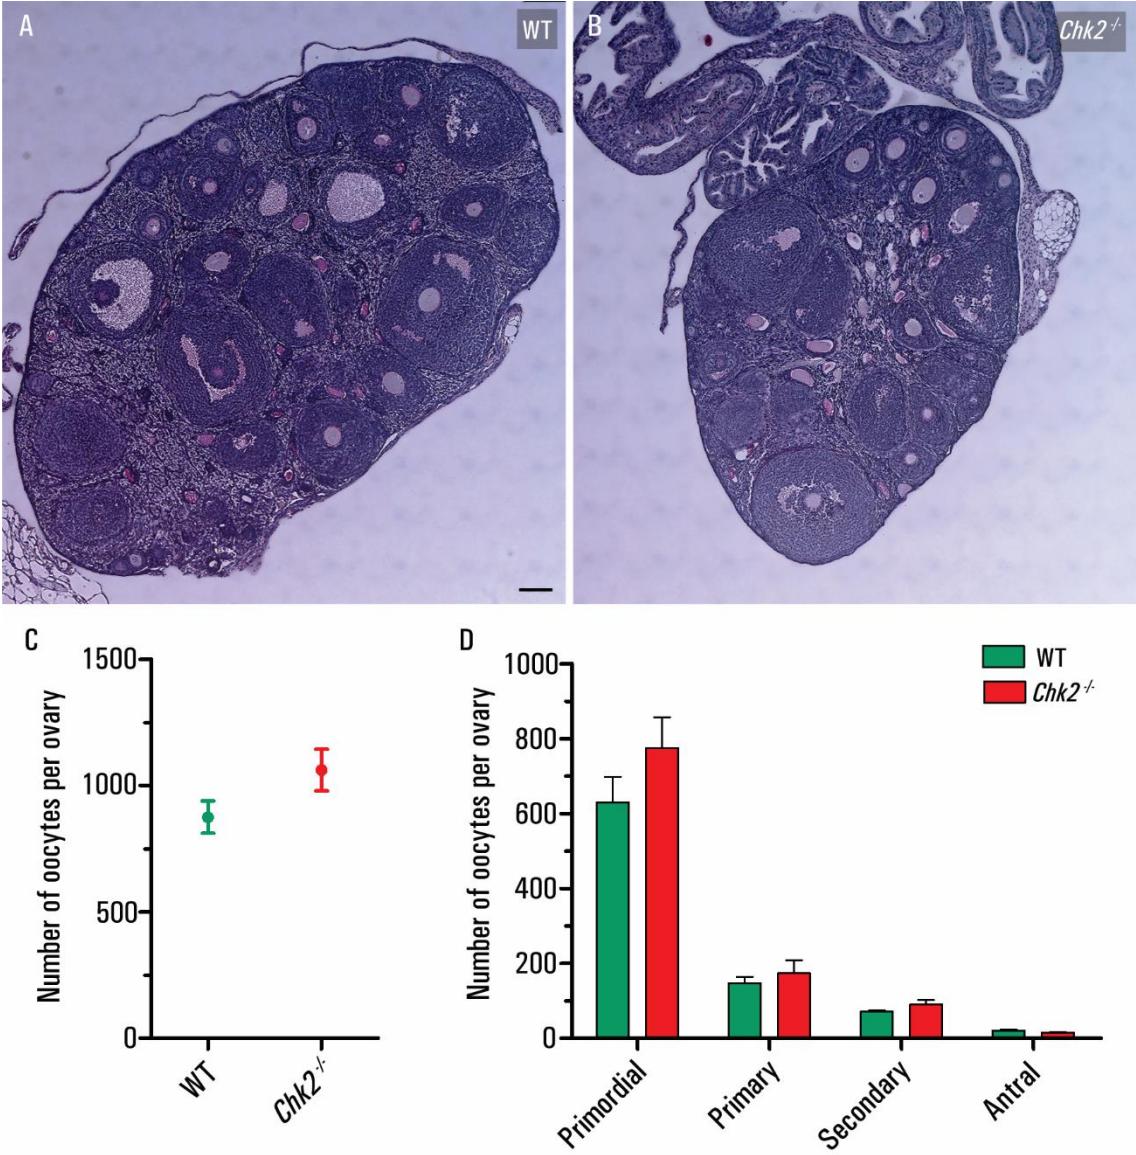 A
WT
B
Chk2 -/-
C
Number of oocytes per ovary
1500
1000
500
0
WT
Chk2 -/-
D
Number of oocytes per ovary
1000
800
600
400
200
0
Primordial
Primary
Secondary
Antral
WT
Chk2 -/-